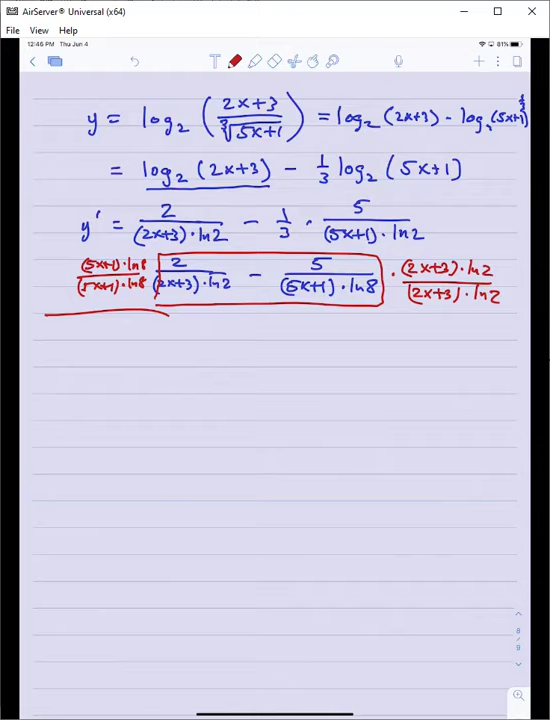 AirServer® Universal (x64)
File View Help
12:46 PM Thu Jun 4 81%
T
y = log₂ ( (2x+3) / ∛(5x+1) ) = log₂ (2x+3) - log₂ (5x+1)^(1/3)
= log₂ (2x+3) - 1/3 log₂ (5x+1)
y' = 2 / ((2x+3) · ln2) - 1/3 · 5 / ((5x+1) · ln2)
(5x+1) · ln8 / (5x+1) · ln8 · 2 / ((2x+3) · ln2) - 5 / ((5x+1) · ln8) · (2x+3) · ln2 / (2x+3) · ln2
8
/
9